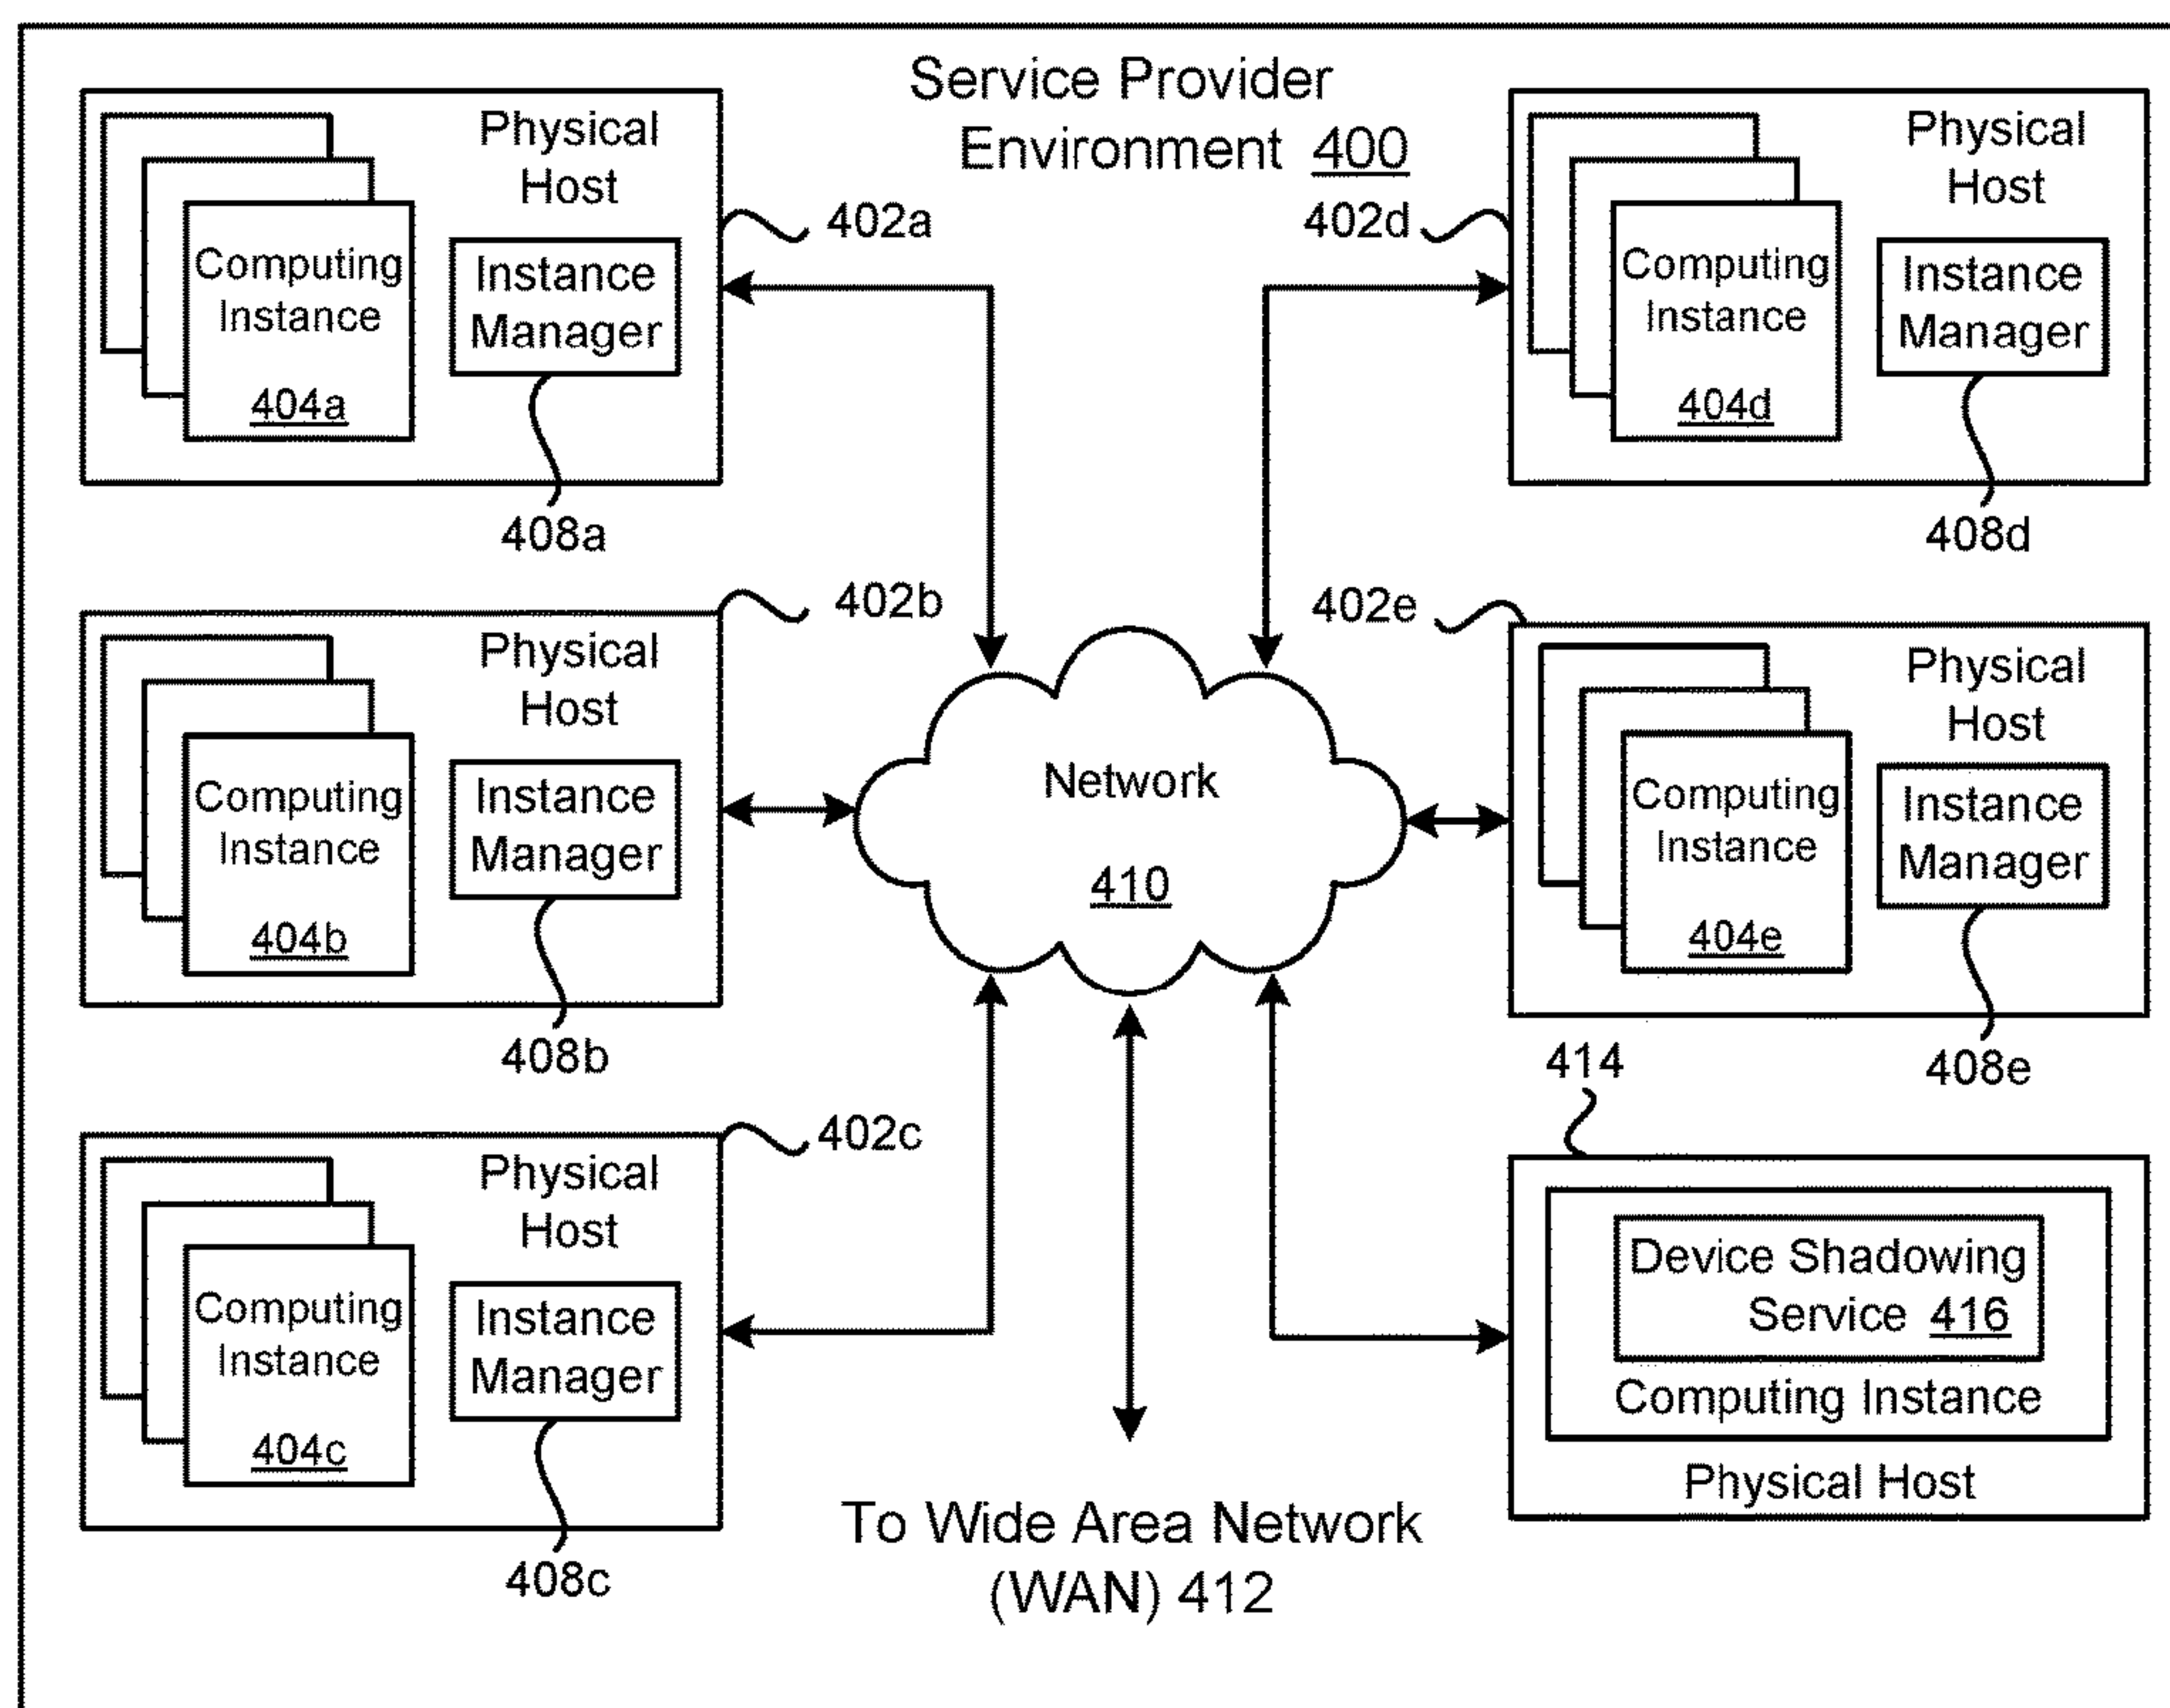 Service Provider
Environment 400
Physical
Host
402a
Computing
Instance
404a
Instance
Manager
408a
402d
Physical
Host
Computing
Instance
404d
Instance
Manager
408d
402b
Physical
Host
Computing
Instance
404b
Instance
Manager
408b
Network
410
402e
Physical
Host
Computing
Instance
404e
Instance
Manager
408e
402c
Physical
Host
Computing
Instance
404c
Instance
Manager
408c
To Wide Area Network
(WAN) 412
414
Device Shadowing
Service 416
Computing Instance
Physical Host